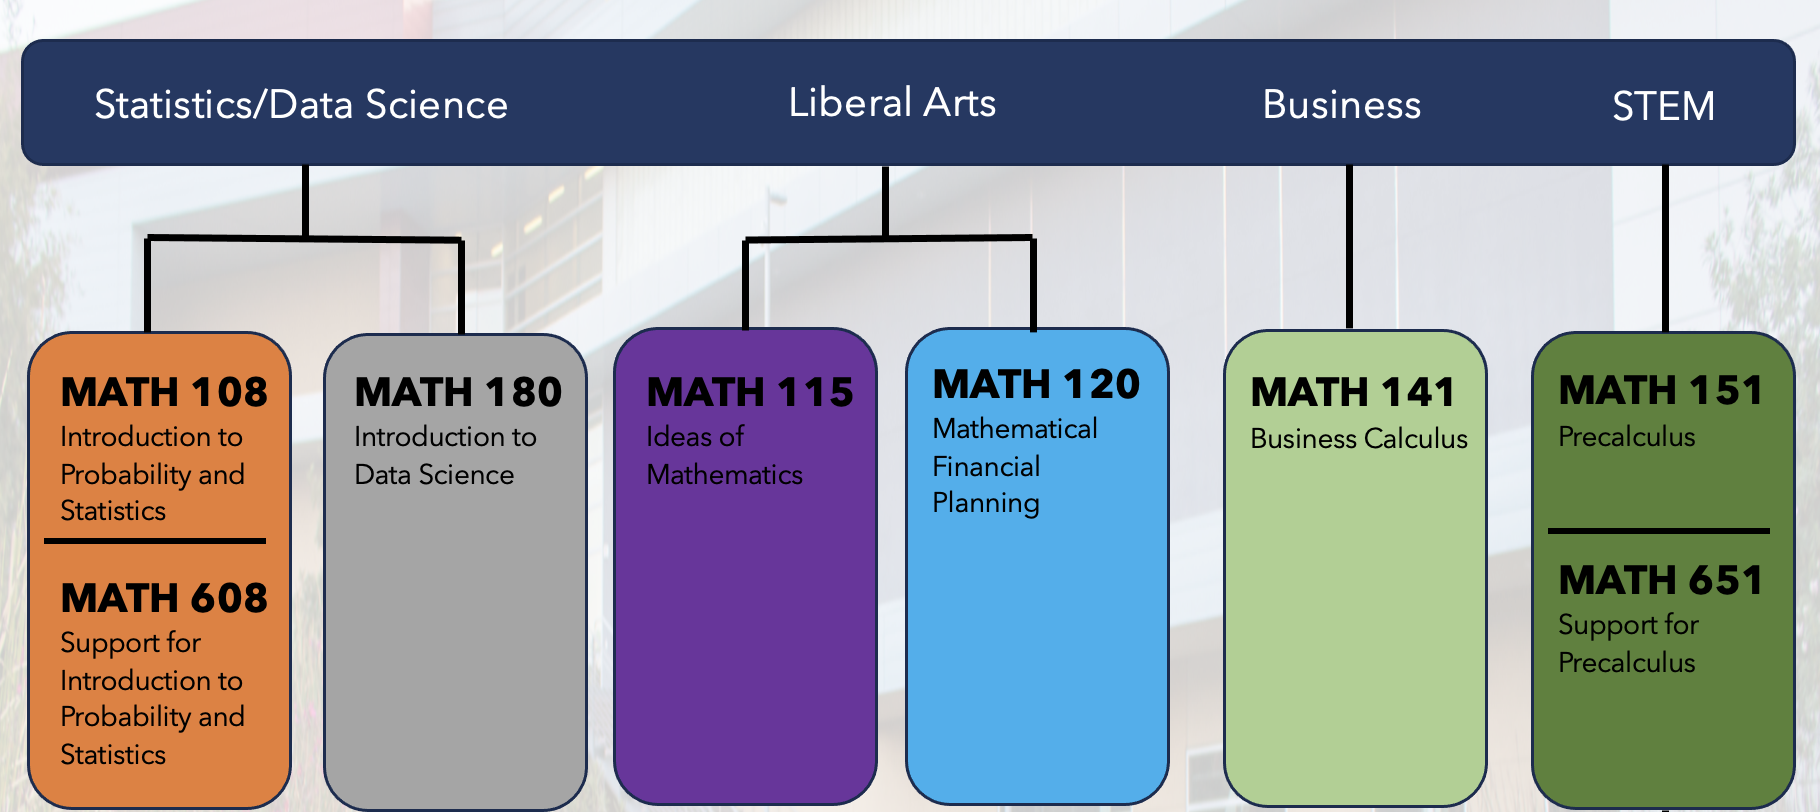 Statistics/Data Science
Liberal Arts
Business
STEM
MATH 108
Introduction to
Probability and
Statistics
MATH 608
Support for
Introduction to
Probability and
Statistics
MATH 180
Introduction to
Data Science
MATH 115
Ideas of
Mathematics
MATH 120
Mathematical
Financial
Planning
MATH 141
Business Calculus
MATH 151
Precalculus
MATH 651
Support for
Precalculus